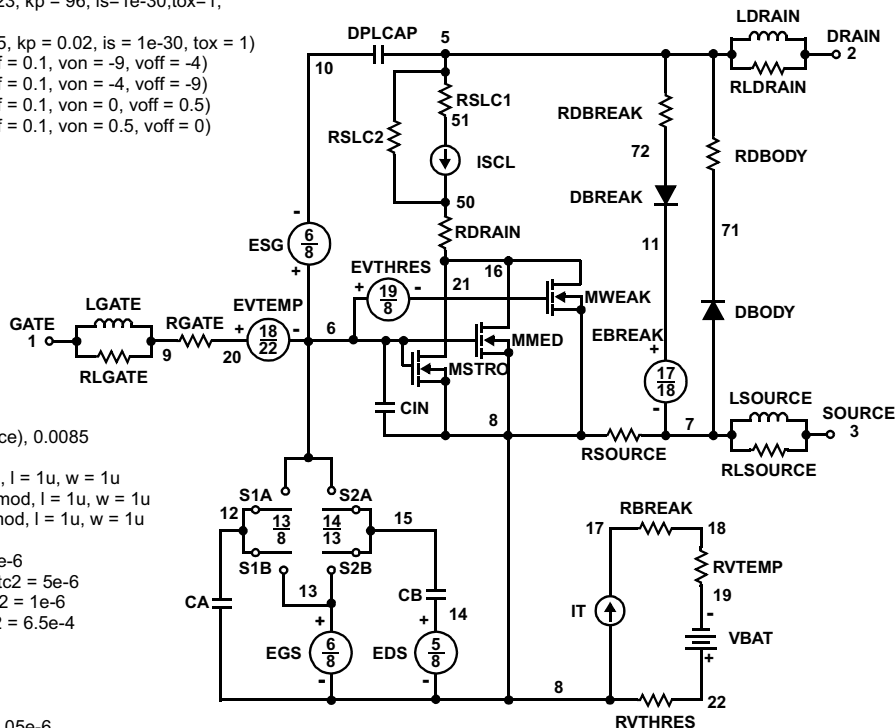 23, kp = 96, is=1e-30,tox=1,
5, kp = 0.02, is = 1e-30, tox = 1)
f = 0.1, von = -9, voff = -4)
f = 0.1, von = -4, voff = -9)
f = 0.1, von = 0, voff = 0.5)
f = 0.1, von = 0.5, voff = 0)
ce), 0.0085
, l = 1u, w = 1u
mod, l = 1u, w = 1u
nod, l = 1u, w = 1u
e-6
tc2 = 5e-6
2 = 1e-6
2 = 6.5e-4
05e-6
LDRAIN
DPLCAP
5
DRAIN
2
10
RLDRAIN
RSLC1
51
RDBREAK
RSLC2
72
RDBODY
ISCL
50
DBREAK
RDRAIN
71
11
-
ESG
6
8
+
EVTHRES
16
+
19
8
-
21
MWEAK
LGATE
EVTEMP
DBODY
GATE
1
RGATE
+
18
22
-
6
EBREAK
+
MMED
9
20
RLGATE
MSTRO
17
18
-
LSOURCE
CIN
SOURCE
3
8
7
RSOURCE
RLSOURCE
S1A
S2A
12
13
8
14
13
15
RBREAK
17
18
S1B
S2B
RVTEMP
13
CB
19
CA
14
IT
-
VBAT
+
+
EGS
6
8
-
+
EDS
5
8
-
8
22
RVTHRES